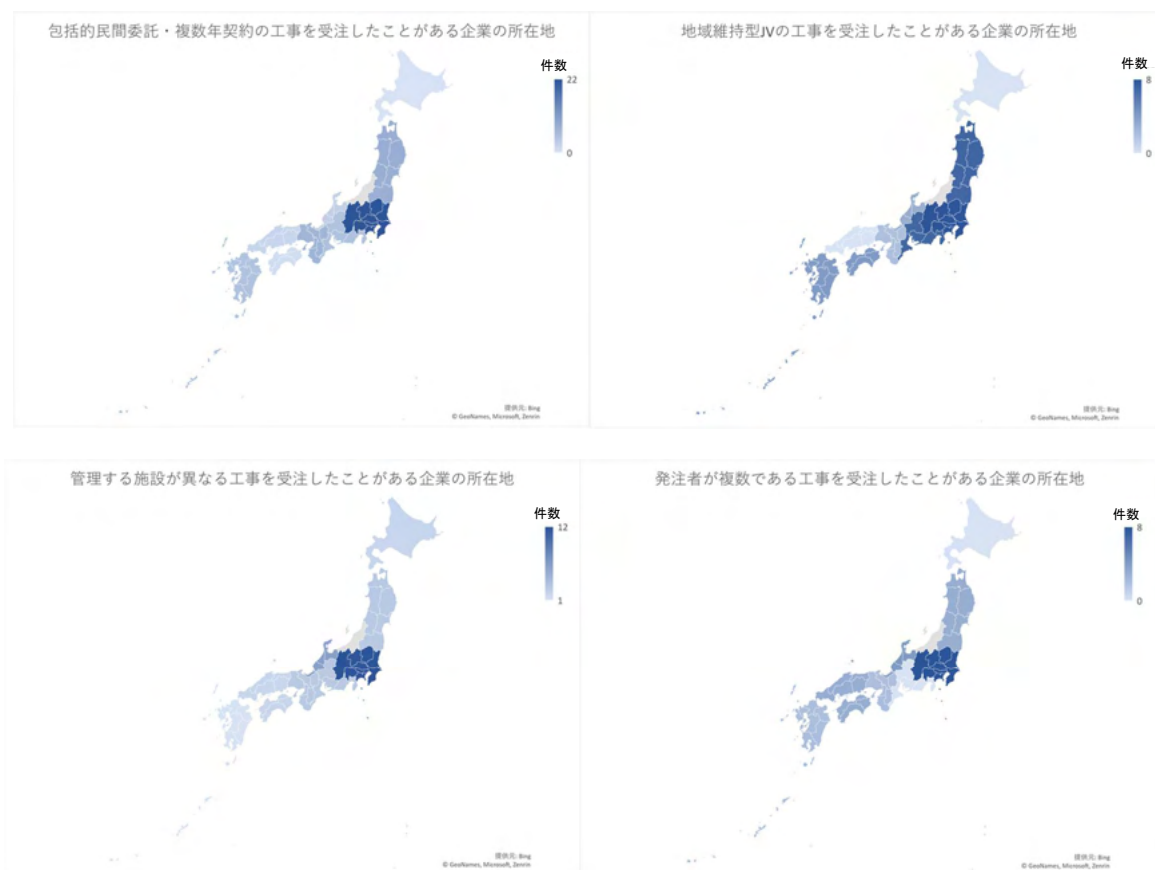 包括的民間委託・複数年契約の工事を受注したことがある企業の所在地
件数
22
0
提供元: Bing
© GeoNames, Microsoft, Zenrin
地域維持型JVの工事を受注したことがある企業の所在地
件数
8
0
提供元: Bing
© GeoNames, Microsoft, Zenrin
管理する施設が異なる工事を受注したことがある企業の所在地
件数
12
1
提供元: Bing
© GeoNames, Microsoft, Zenrin
発注者が複数である工事を受注したことがある企業の所在地
件数
8
0
提供元: Bing
© GeoNames, Microsoft, Zenrin